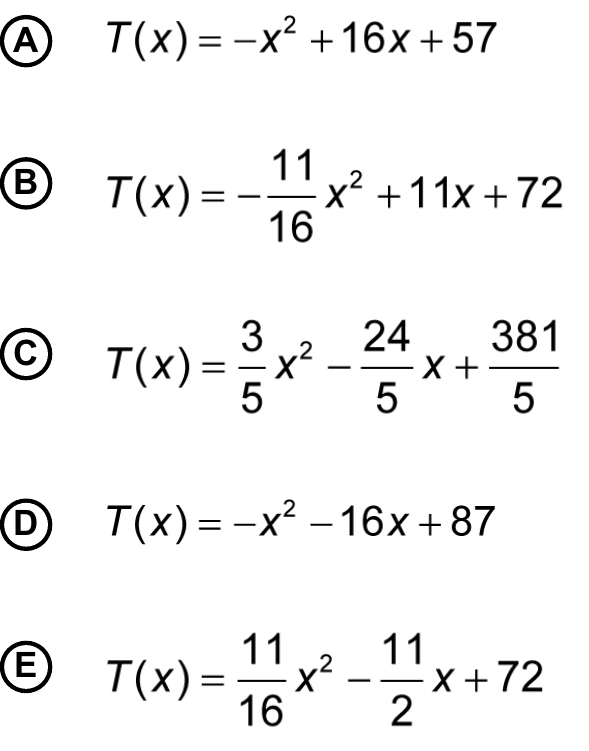 A T(x) = −x² + 16x + 57
B T(x) = −11/16 x² + 11x + 72
C T(x) = 3/5 x² − 24/5 x + 381/5
D T(x) = −x² − 16x + 87
E T(x) = 11/16 x² − 11/2 x + 72